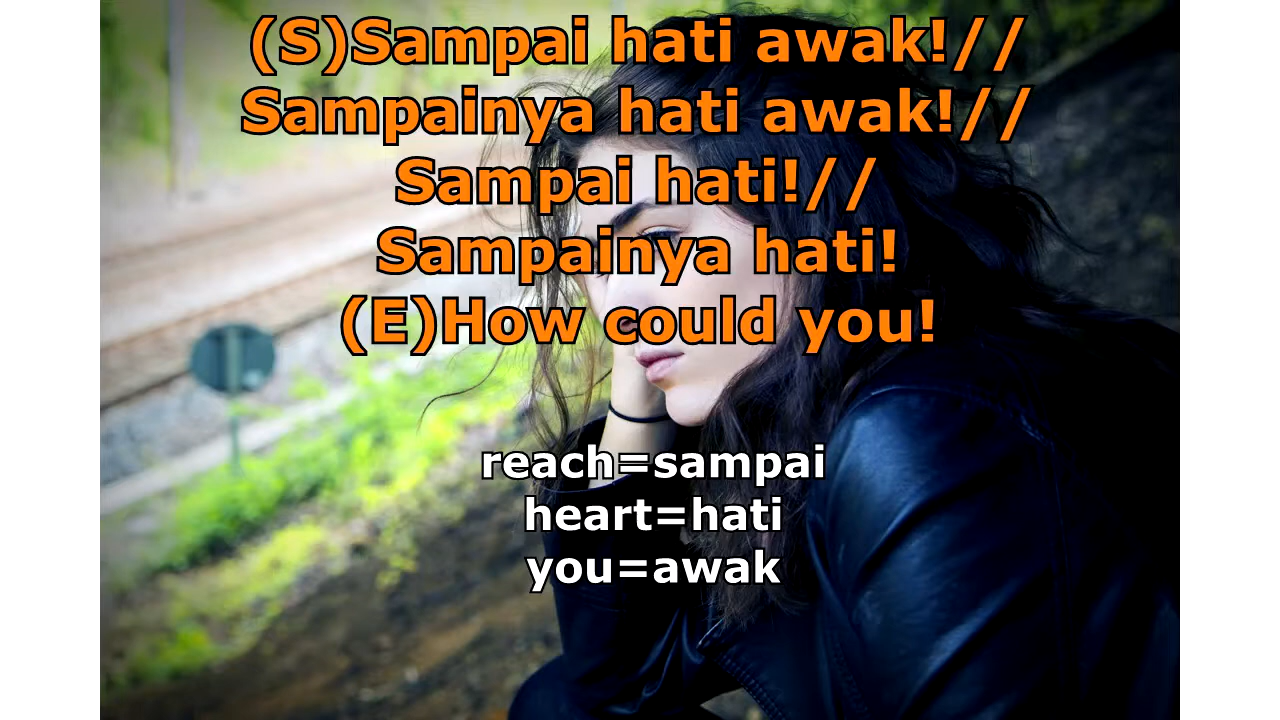 (S)Sampai hati awak!//
Sampainya hati awak!//
Sampai hati!//
Sampainya hati!
(E)How could you!
reach=sampai
heart=hati
you=awak